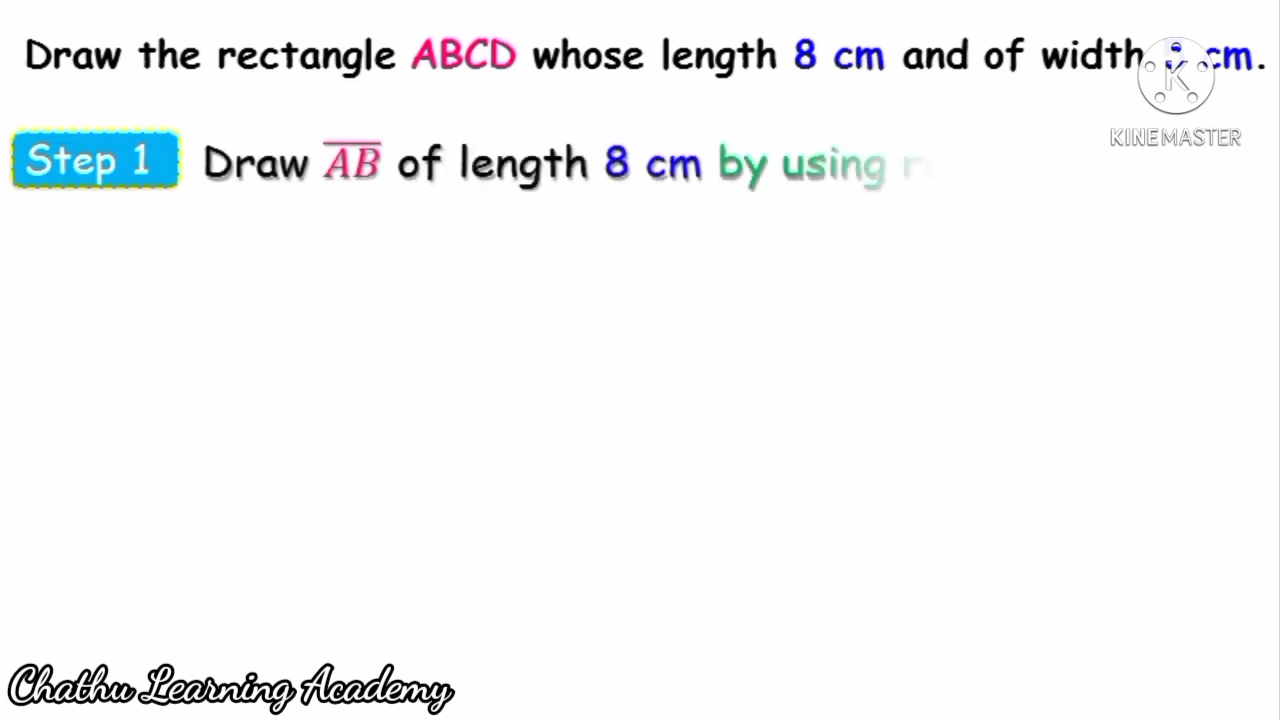 Draw the rectangle ABCD whose length 8 cm and of width cm.
KINEMASTER
Step 1 Draw AB of length 8 cm by using
Chathu Learning Academy